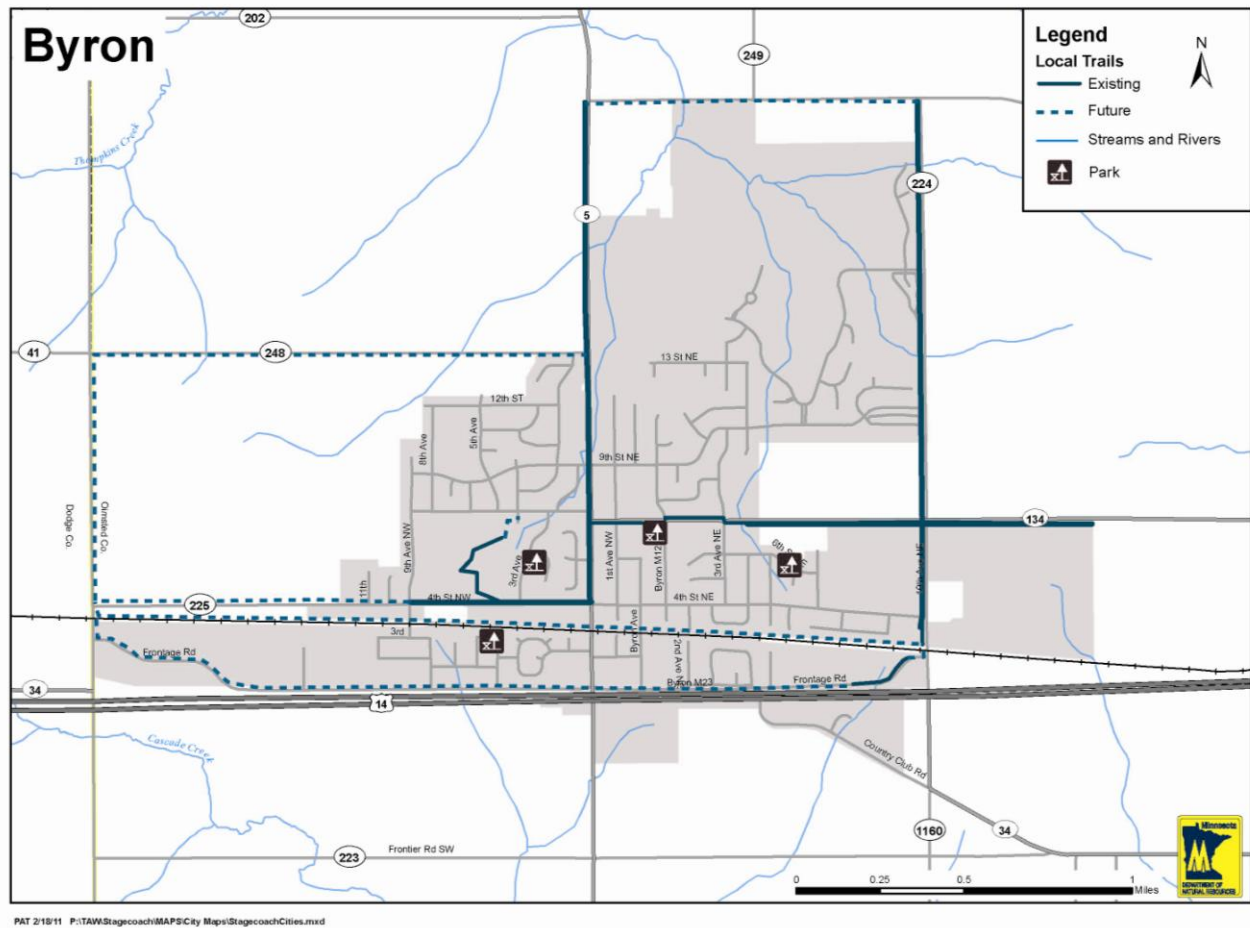 Byron
202
249
Legend
Local Trails
Existing
Future
Streams and Rivers
Park
N
Thompkins Creek
5
224
41
248
13 St NE
12th ST
8th Ave
5th Ave
9th St NE
Dodge Co.
Olmsted Co.
9th Ave NW
3rd Ave
1st Ave NW
Byron M12
3rd Ave NE
134
10th Ave NE
11th
225
4th St NW
4th St NE
3rd
Byron Ave
2nd Ave NE
Frontage Rd
Byron M23
Frontage Rd
34
14
Cascade Creek
Country Club Rd
34
1160
223
Frontier Rd SW
0
0.25
0.5
1
Miles
Minnesota
DEPARTMENT OF
NATURAL RESOURCES
PAT 2/18/11 P:\TAW\Stagecoach\MAPS\City Maps\StagecoachCities.mxd